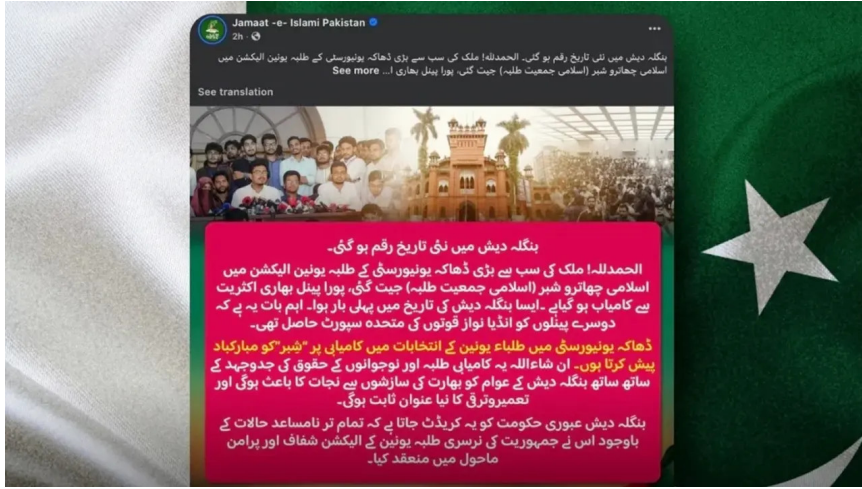 Jamaat -e- Islami Pakistan
2h
بنگلہ دیش میں نئی تاریخ رقم ہو گئی۔ الحمدللہ! ملک کی سب سے بڑی ڈھاکہ یونیورسٹی کے طلبہ یونین الیکشن میں
اسلامی چھاترو شبر (اسلامی جمعیت طلبہ) جیت گئی، پورا پینل بھاری ا... See more
See translation
بنگلہ دیش میں نئی تاریخ رقم ہو گئی۔
الحمدللہ! ملک کی سب سے بڑی ڈھاکہ یونیورسٹی کے طلبہ یونین الیکشن میں
اسلامی چھاترو شبر (اسلامی جمعیت طلبہ) جیت گئی، پورا پینل بھاری اکثریت
سے کامیاب ہو گیاہے ۔ایسا بنگلہ دیش کی تاریخ میں پہلی بار ہوا۔ اہم بات یہ ہے کہ
دوسرے پینلوں کو انڈیا نواز قوتوں کی متحدہ سپورٹ حاصل تھی۔
ڈھاکہ یونیورسٹی میں طلباء یونین کے انتخابات میں کامیابی پر "شبر"کو مبارکباد
پیش کرتا ہوں۔ ان شاءاللہ یہ کامیابی طلبہ اور نوجوانوں کے حقوق کی جدوجہد کے
ساتھ ساتھ بنگلہ دیش کے عوام کو بھارت کی سازشوں سے نجات کا باعث ہوگی اور
تعمیروترقی کا نیا عنوان ثابت ہوگی۔
بنگلہ دیش عبوری حکومت کو یہ کریڈٹ جاتا ہے کہ تمام تر نامساعد حالات کے
باوجود اس نے جمہوریت کی نرسری طلبہ یونین کے الیکشن شفاف اور پرامن
ماحول میں منعقد کیا۔